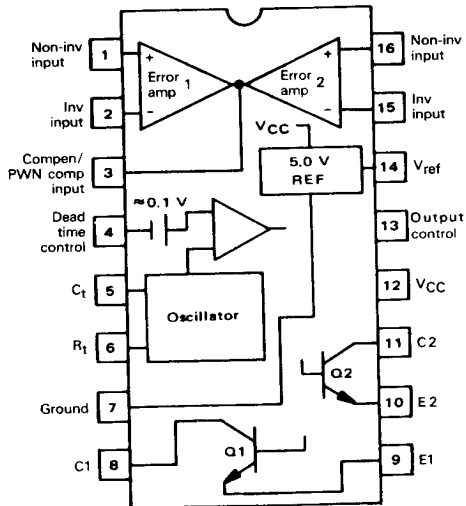 Non-inv
input
1
+
Error
amp 1
-
Inv
input
2
Compen/
PWN comp
input
3
Dead
time
control
4
≈0.1 V
Ct
5
Rt
6
Oscillator
Ground
7
C1
8
Q1
16
Non-inv
input
+
Error
amp 2
-
15
Inv
input
VCC
5.0 V
REF
14
Vref
13
Output
control
12
VCC
11
C2
Q2
10
E2
9
E1